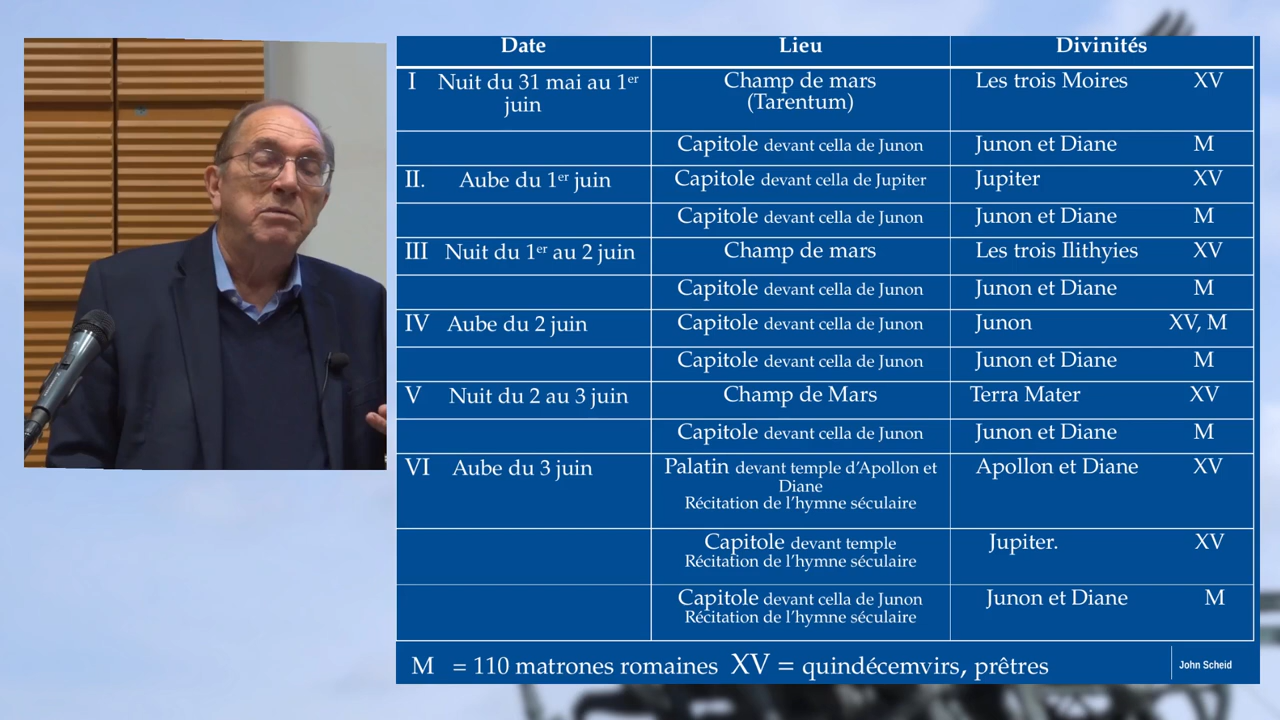 Date Lieu Divinités
I Nuit du 31 mai au 1er juin Champ de mars (Tarentum) Les trois Moires XV
Capitole devant cella de Junon Junon et Diane M
II. Aube du 1er juin Capitole devant cella de Jupiter Jupiter XV
Capitole devant cella de Junon Junon et Diane M
III Nuit du 1er au 2 juin Champ de mars Les trois Ilithyies XV
Capitole devant cella de Junon Junon et Diane M
IV Aube du 2 juin Capitole devant cella de Junon Junon XV, M
Capitole devant cella de Junon Junon et Diane M
V Nuit du 2 au 3 juin Champ de Mars Terra Mater XV
Capitole devant cella de Junon Junon et Diane M
VI Aube du 3 juin Palatin devant temple d'Apollon et Diane Apollon et Diane XV
Récitation de l'hymne séculaire
Capitole devant temple Jupiter. XV
Récitation de l'hymne séculaire
Capitole devant cella de Junon Junon et Diane M
Récitation de l'hymne séculaire
M = 110 matrones romaines XV = quindécemvirs, prêtres
John Scheid